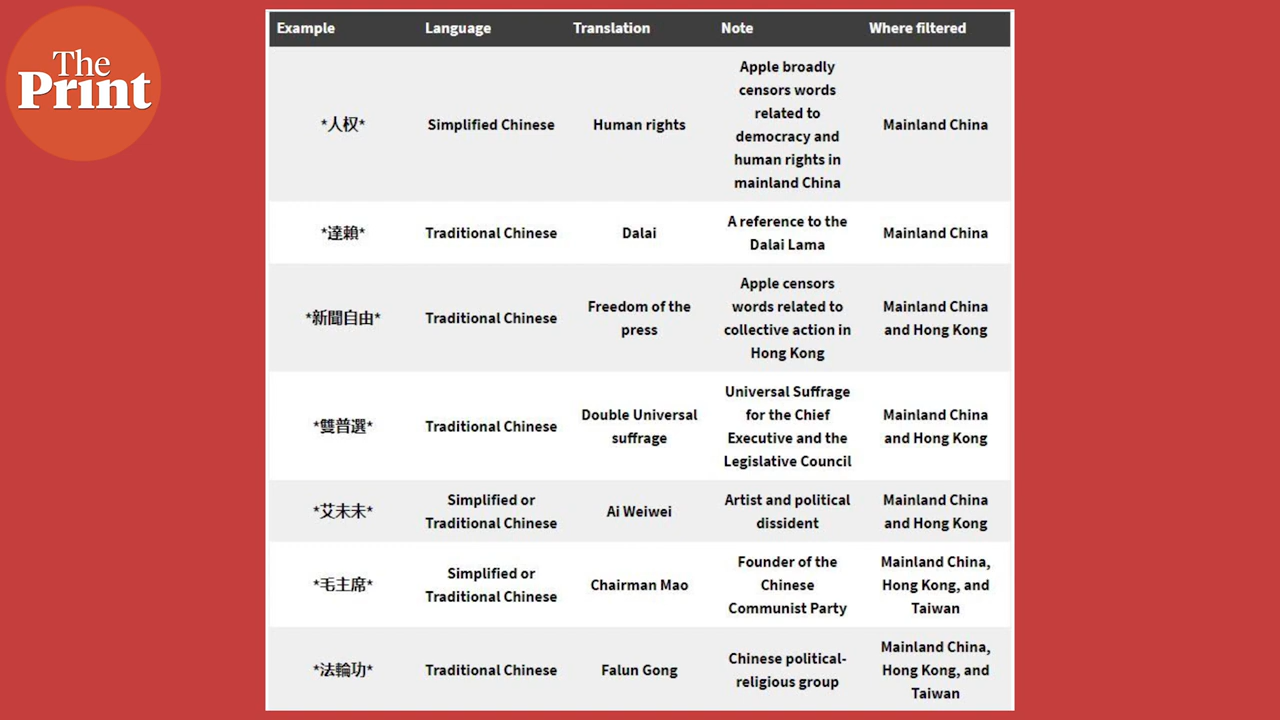 The
Print
Example Language Translation Note Where filtered
*人权* Simplified Chinese Human rights Apple broadly
censors words
related to
democracy and
human rights in
mainland China Mainland China
*達賴* Traditional Chinese Dalai A reference to the
Dalai Lama Mainland China
*新聞自由* Traditional Chinese Freedom of the
press Apple censors
words related to
collective action in
Hong Kong Mainland China
and Hong Kong
*雙普選* Traditional Chinese Double Universal
suffrage Universal Suffrage
for the Chief
Executive and the
Legislative Council Mainland China
and Hong Kong
*艾未未* Simplified or
Traditional Chinese Ai Weiwei Artist and political
dissident Mainland China
and Hong Kong
*毛主席* Simplified or
Traditional Chinese Chairman Mao Founder of the
Chinese
Communist Party Mainland China,
Hong Kong, and
Taiwan
*法輪功* Traditional Chinese Falun Gong Chinese political-
religious group Mainland China,
Hong Kong, and
Taiwan